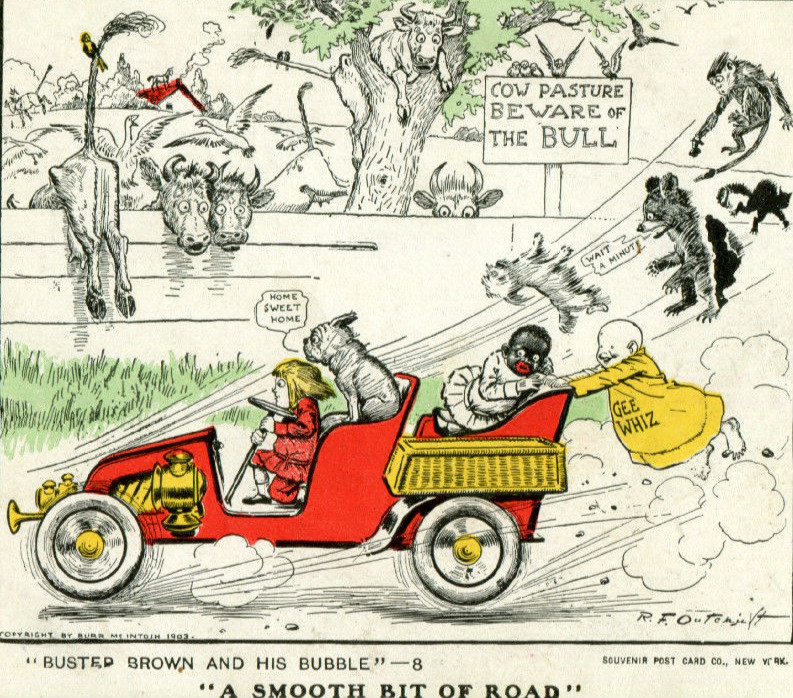 COW PASTURE
BEWARE OF
THE BULL
WAIT
A MINUT
HOME
SWEET
HOME
GEE
WHIZ
R. F. Outcault
COPYRIGHT BY BURR MCINTOSH 1903.
"BUSTER BROWN AND HIS BUBBLE"—8
SOUVENIR POST CARD CO., NEW YORK.
"A SMOOTH BIT OF ROAD"